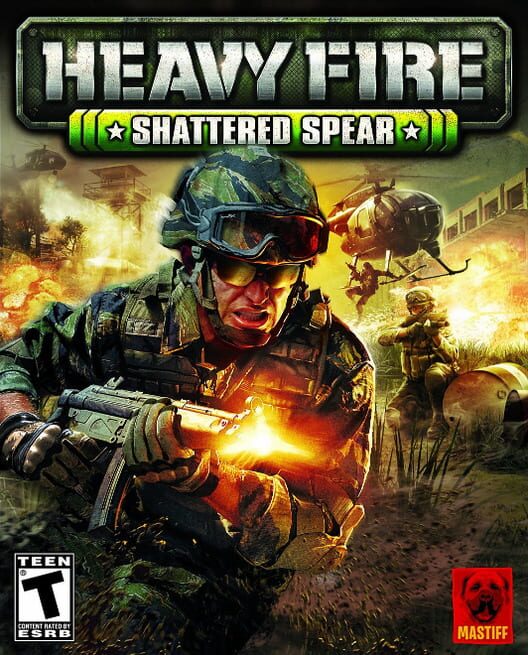 HEAVY FIRE
★ SHATTERED SPEAR ★
TEEN
T
CONTENT RATED BY
ESRB
MASTIFF